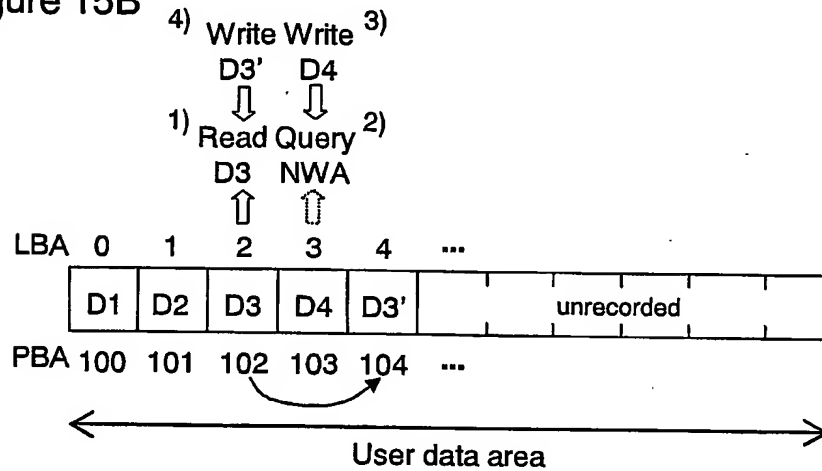 gure 15B
4) Write Write 3)
D3' D4
1) Read Query 2)
D3 NWA
LBA 0 1 2 3 4 ...
D1 D2 D3 D4 D3' unrecorded
PBA 100 101 102 103 104 ...
User data area